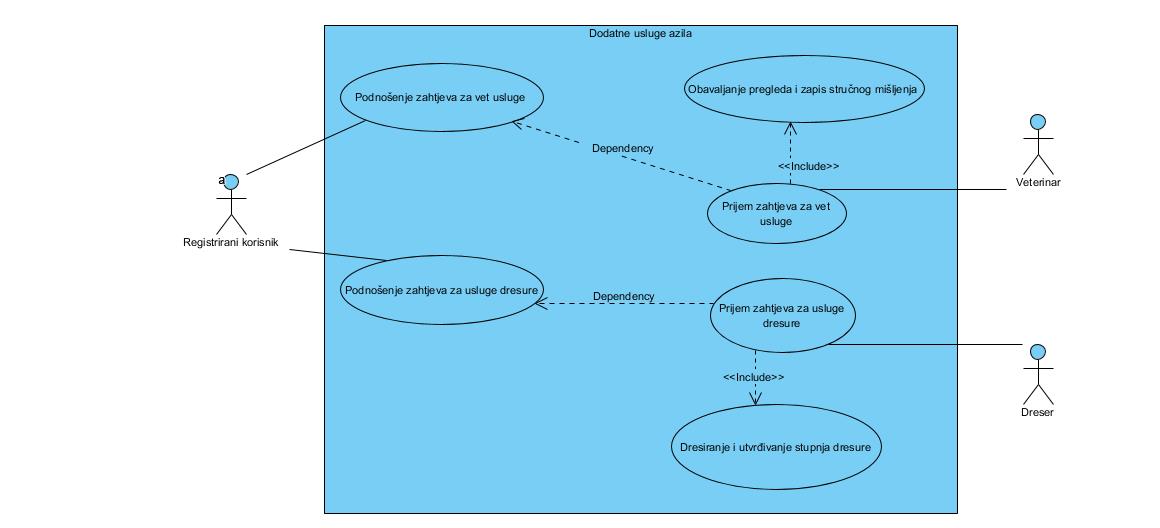 Dodatne usluge azila
Podnošenje zahtjeva za vet usluge
Obavaljanje pregleda i zapis stručnog mišljenja
Dependency
<<Include>>
Veterinar
a
Prijem zahtjeva za vet
usluge
Registrirani korisnik
Podnošenje zahtjeva za usluge dresure
Dependency
Prijem zahtjeva za usluge
dresure
<<Include>>
Dreser
Dresiranje i utvrđivanje stupnja dresure